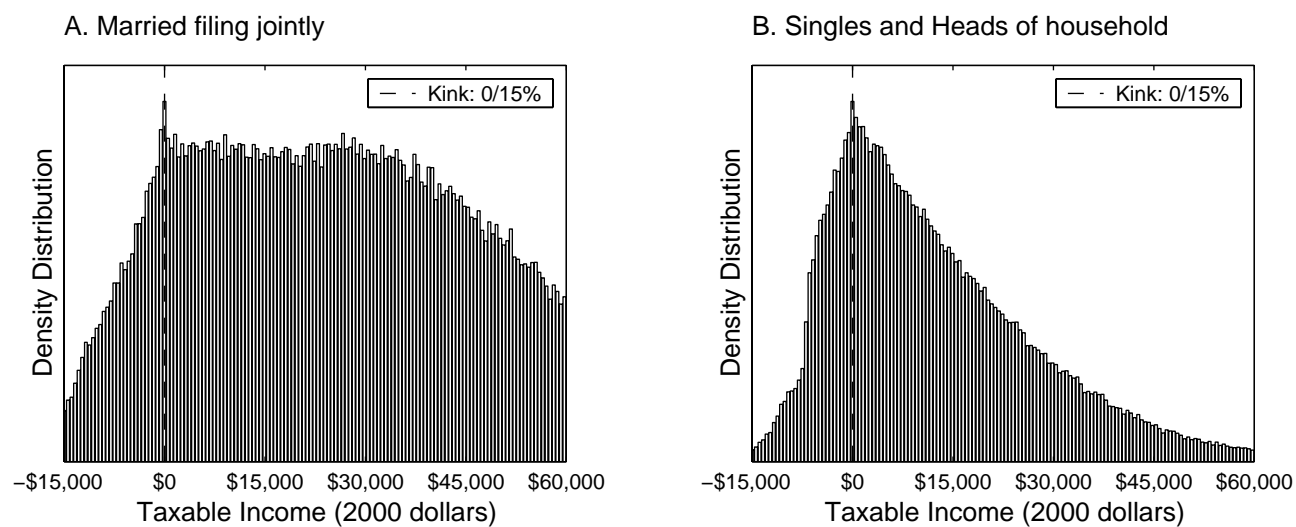 A. Married filing jointly
Kink: 0/15%
Density Distribution
−$15,000 $0 $15,000 $30,000 $45,000 $60,000
Taxable Income (2000 dollars)
B. Singles and Heads of household
Kink: 0/15%
Density Distribution
−$15,000 $0 $15,000 $30,000 $45,000 $60,000
Taxable Income (2000 dollars)